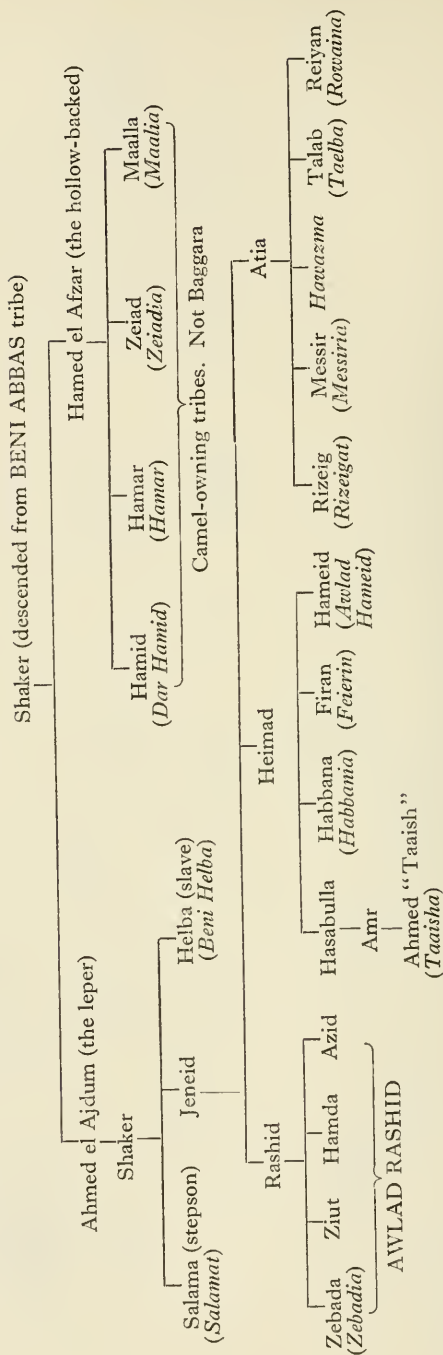 Shaker (descended from BENI ABBAS tribe)
Ahmed el Ajdum (the leper)
Hamed el Afzar (the hollow-backed)
Shaker
Hamid
(Dar Hamid)
Hamar
(Hamar)
Zeiad
(Zeiadia)
Maalla
(Maalia)
Camel-owning tribes. Not Baggara
Salama (stepson)
(Salamat)
Jeneid
Helba (slave)
(Beni Helba)
Rashid
Heimad
Atia
Zebada
(Zebadia)
Ziut
Hamda
Azid
AWLAD RASHID
Hasabulla
Habbana
(Habbania)
Firan
(Feierin)
Hameid
(Awlad
Hameid)
Amr
Ahmed "Taaish"
(Taaisha)
Rizeig
(Rizeigat)
Messir
(Messiria)
Hawazma
Talab
(Taelba)
Reiyan
(Rowaina)